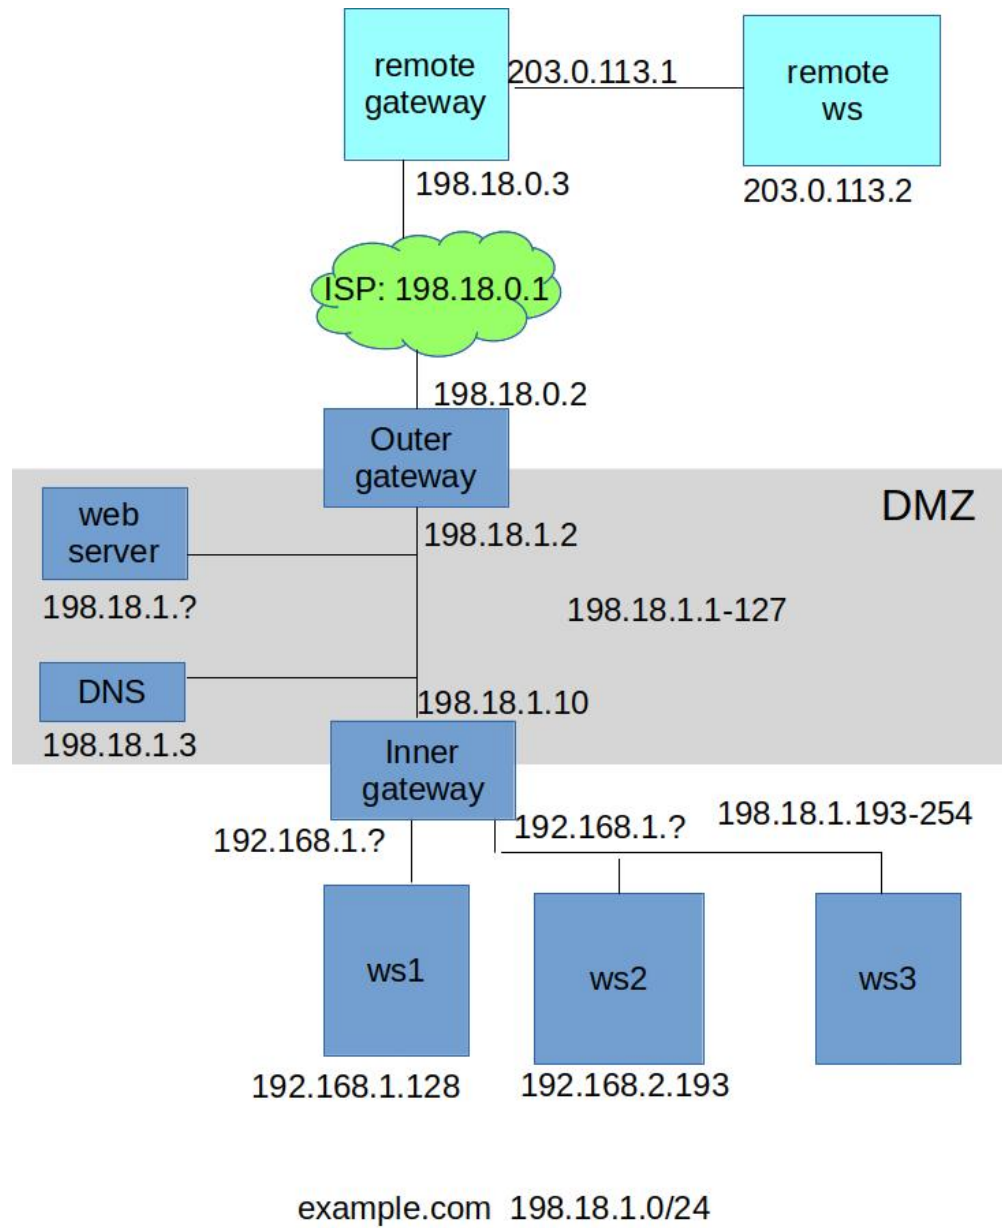 remote
gateway
203.0.113.1
remote
ws
198.18.0.3
203.0.113.2
ISP: 198.18.0.1
198.18.0.2
Outer
gateway
DMZ
web
server
198.18.1.2
198.18.1.?
198.18.1.1-127
DNS
198.18.1.10
198.18.1.3
Inner
gateway
192.168.1.?
192.168.1.?
198.18.1.193-254
ws1
ws2
ws3
192.168.1.128
192.168.2.193
example.com 198.18.1.0/24